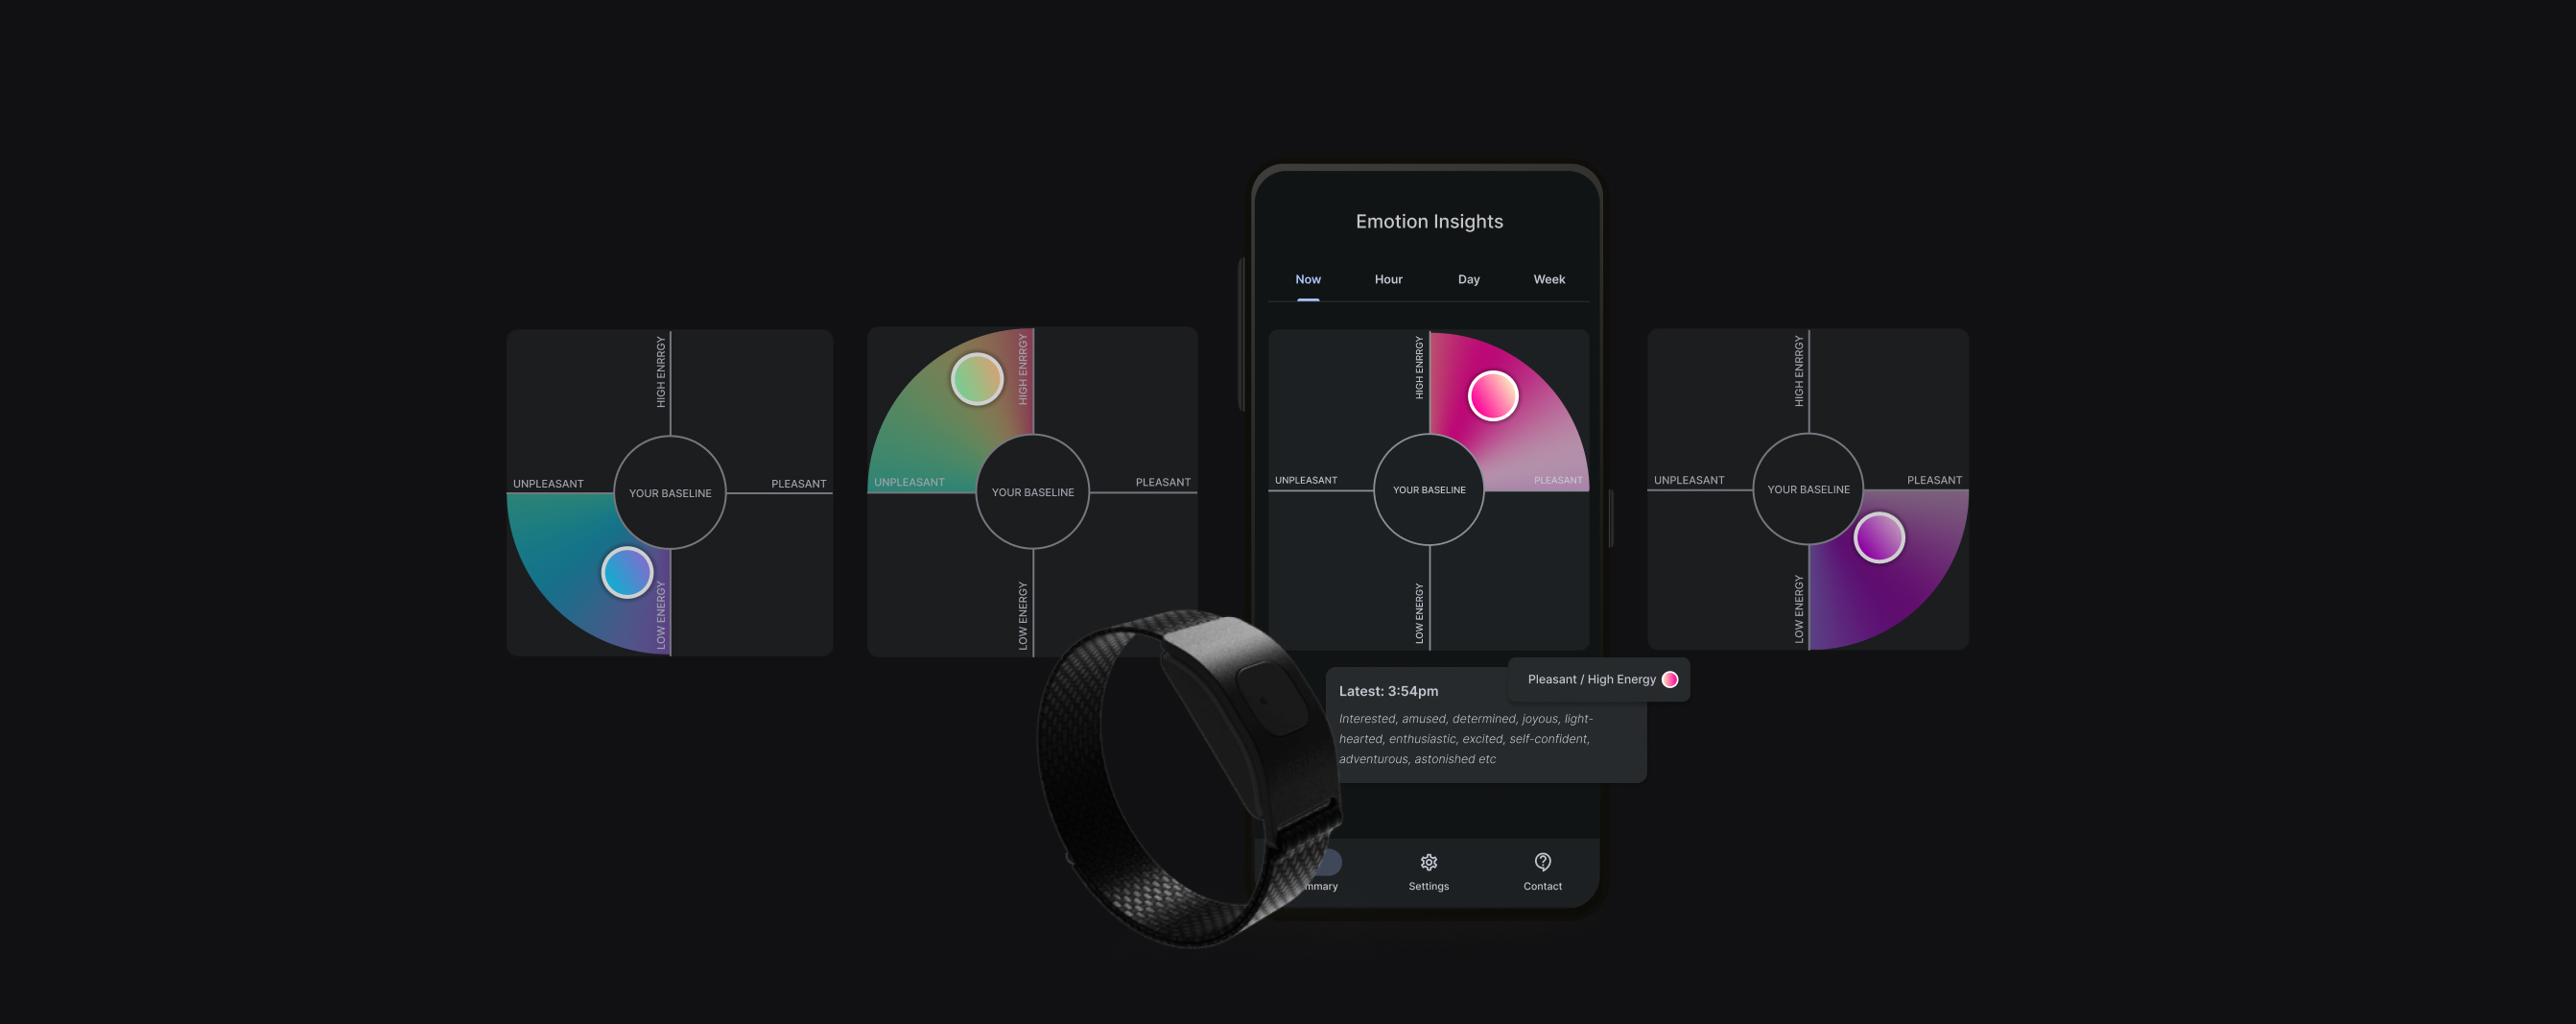 Emotion Insights
Now Hour Day Week
HIGH ENRRGY
UNPLEASANT
YOUR BASELINE
PLEASANT
LOW ENERGY
HIGH ENRRGY
UNPLEASANT
YOUR BASELINE
PLEASANT
LOW ENERGY
HIGH ENRRGY
UNPLEASANT
YOUR BASELINE
PLEASANT
LOW ENERGY
HIGH ENRRGY
UNPLEASANT
YOUR BASELINE
PLEASANT
LOW ENERGY
Pleasant / High Energy
Latest: 3:54pm
Interested, amused, determined, joyous, light-
hearted, enthusiastic, excited, self-confident,
adventurous, astonished etc
mmary Settings Contact